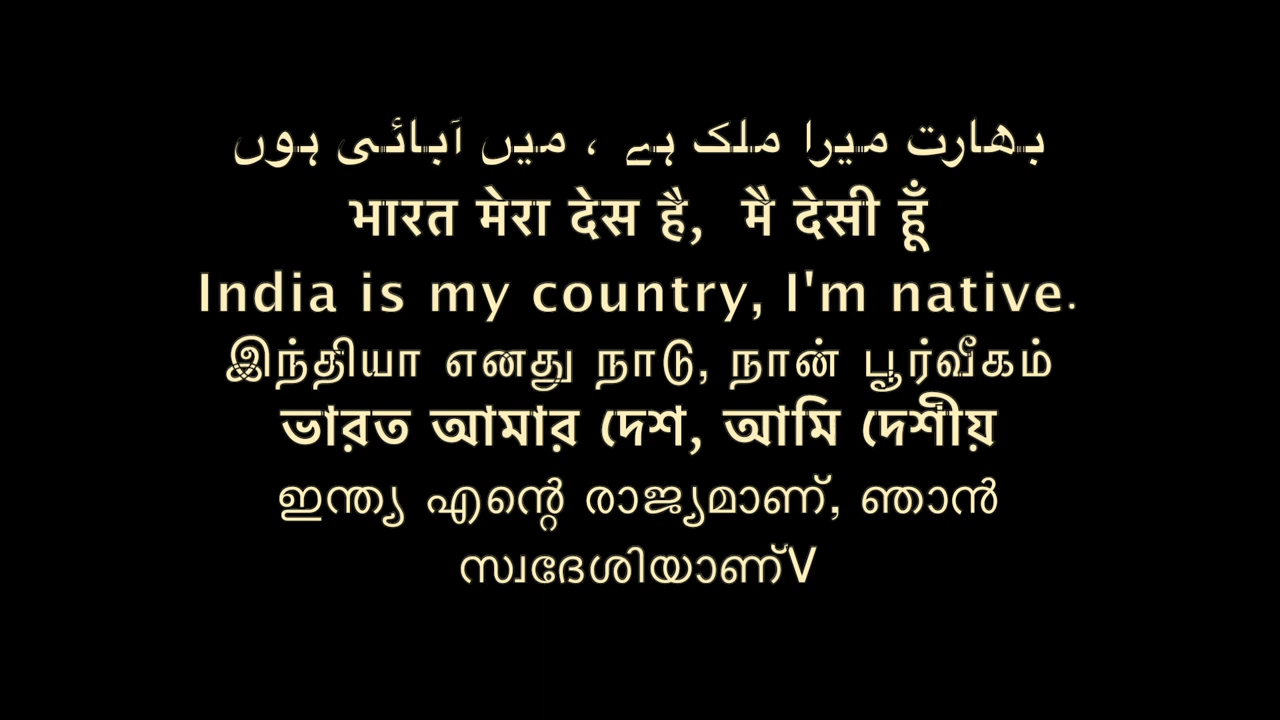 بھارت میرا ملک ہے ، میں آبائی ہوں
भारत मेरा देस है, मै देसी हूँ
India is my country, I'm native.
இந்தியா எனது நாடு, நான் பூர்வீகம்
ভারত আমার দেশ, আমি দেশীয়
ഇന്ത്യ എന്റെ രാജ്യമാണ്, ഞാൻ
സ്വദേശിയാണ്V